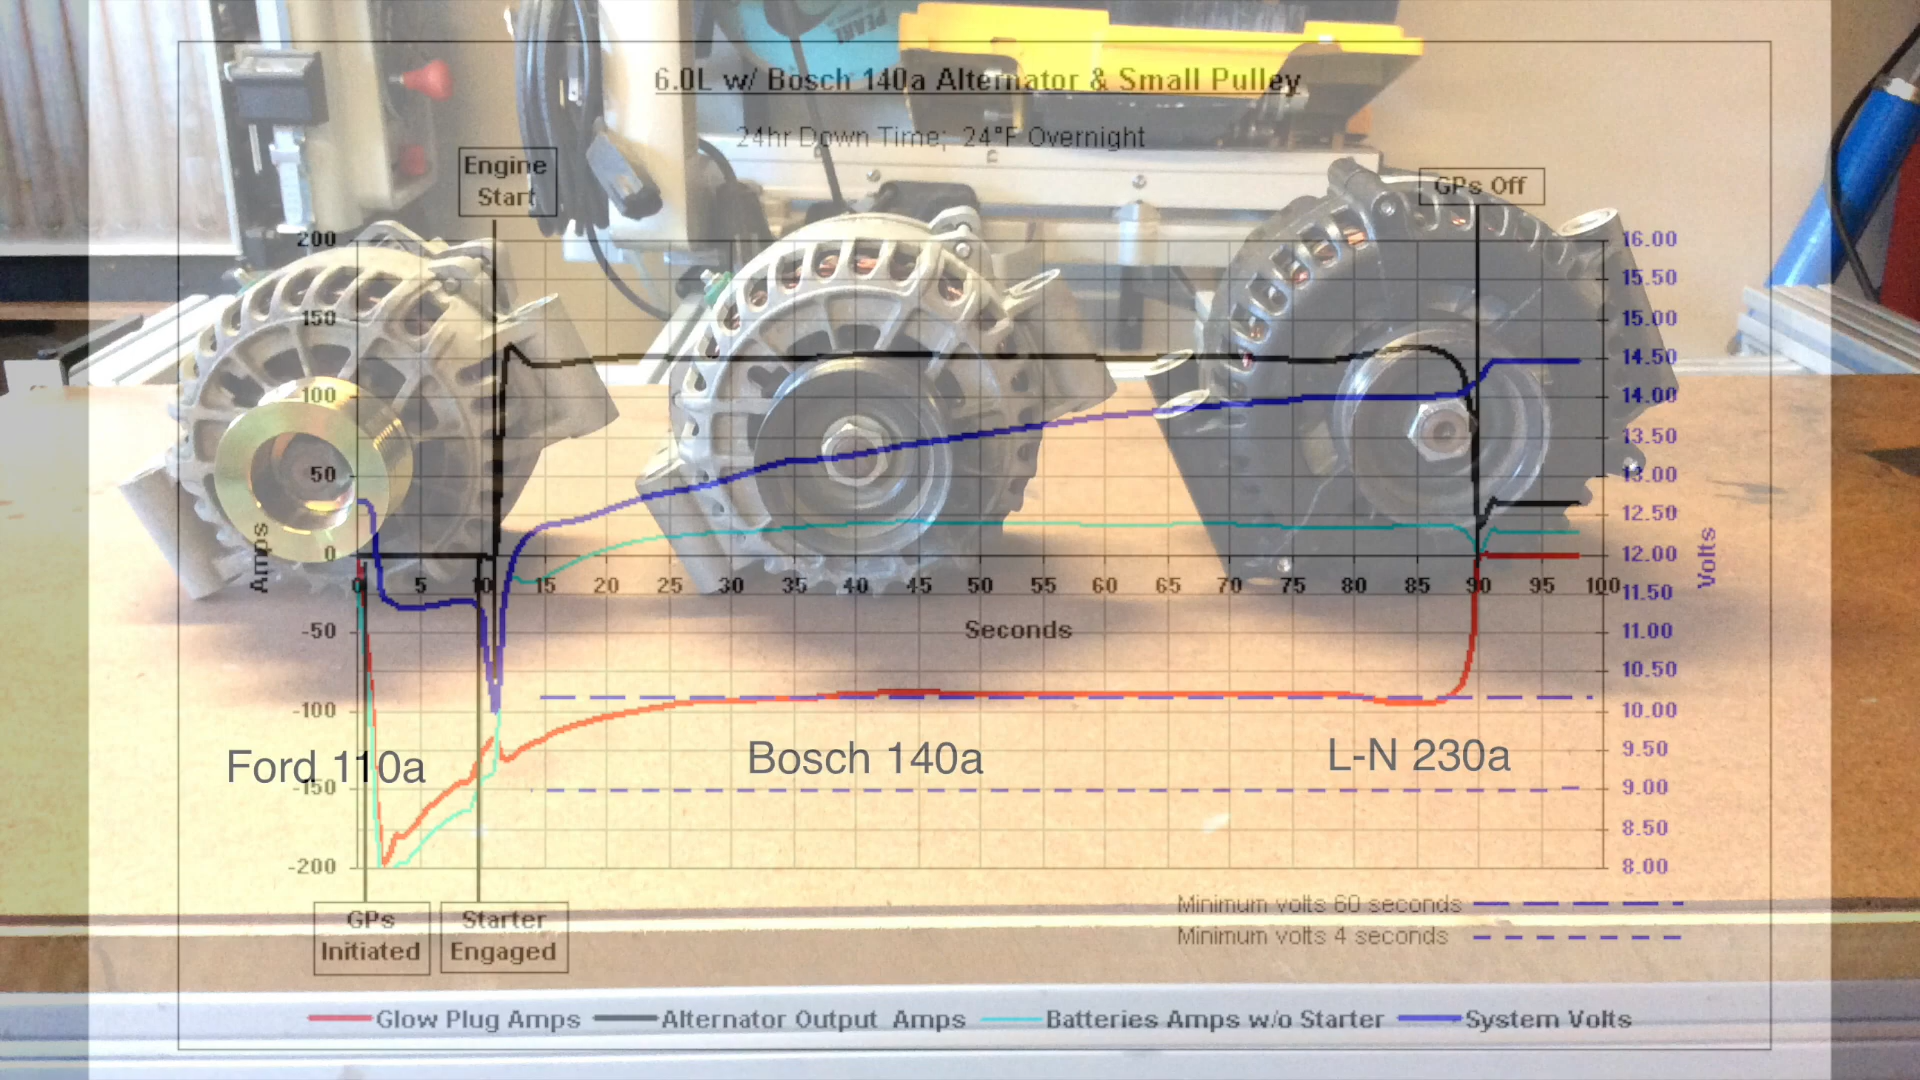 PEARL
6.0L w/ Bosch 140a Alternator & Small Pulley
24hr Down Time; 24°F Overnight
Engine
Start
GPs Off
200
150
100
50
0
-50
-100
-150
-200
Amps
16.00
15.50
15.00
14.50
14.00
13.50
13.00
12.50
12.00
11.50
11.00
10.50
10.00
9.50
9.00
8.50
8.00
Volts
0 5 10 15 20 25 30 35 40 45 50 55 60 65 70 75 80 85 90 95 100
Seconds
Ford 110a
Bosch 140a
L-N 230a
GPs
Initiated
Starter
Engaged
Minimum volts 60 seconds
Minimum volts 4 seconds
Glow Plug Amps
Alternator Output Amps
Batteries Amps w/o Starter
System Volts